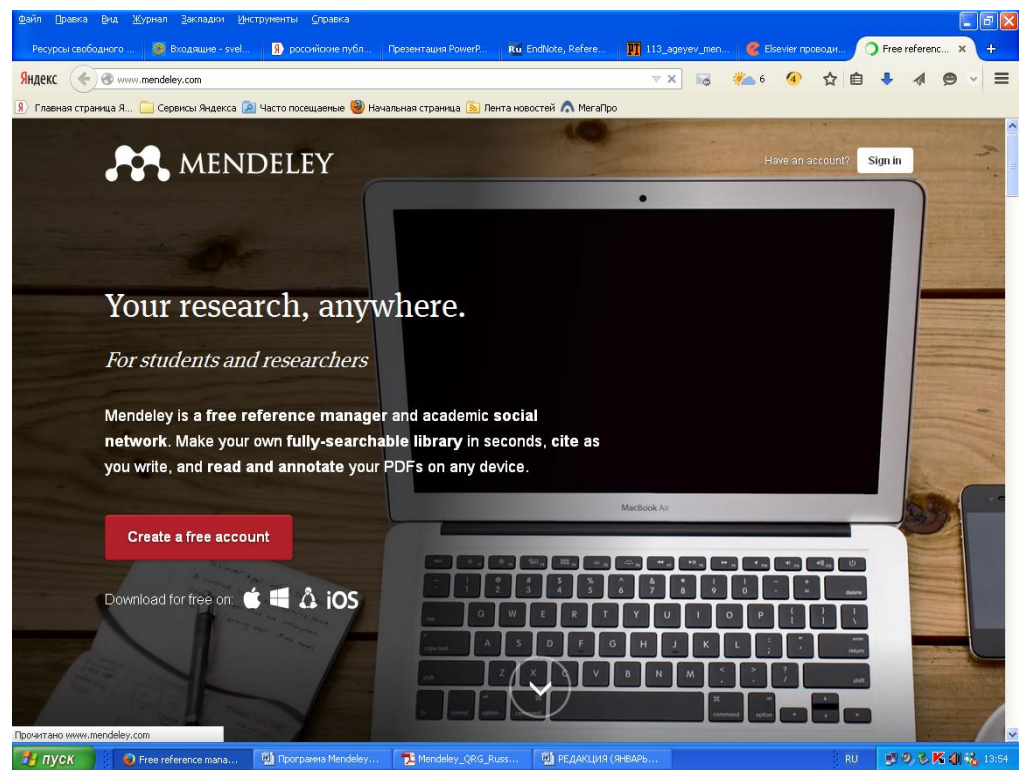 Файл Правка Вид Журнал Закладки Инструменты Справка
Ресурсы свободного ... Входящие - svel... российские публ... Презентация PowerP... EndNote, Refere... 113_ageyev_men... Elsevier проводи... Free referenc...
Яндекс www.mendeley.com 6 4
Главная страница Я... Сервисы Яндекса Часто посещаемые Начальная страница Лента новостей МегаПро
MENDELEY
Have an account? Sign in
Your research, anywhere.
For students and researchers
Mendeley is a free reference manager and academic social
network. Make your own fully-searchable library in seconds, cite as
you write, and read and annotate your PDFs on any device.
MacBook Air
Create a free account
Download for free on: iOS
Прочитано www.mendeley.com
пуск Free reference mana... Программа Mendeley... Mendeley_QRG_Russ... РЕДАКЦИЯ (ЯНВАРЬ... RU 13:54